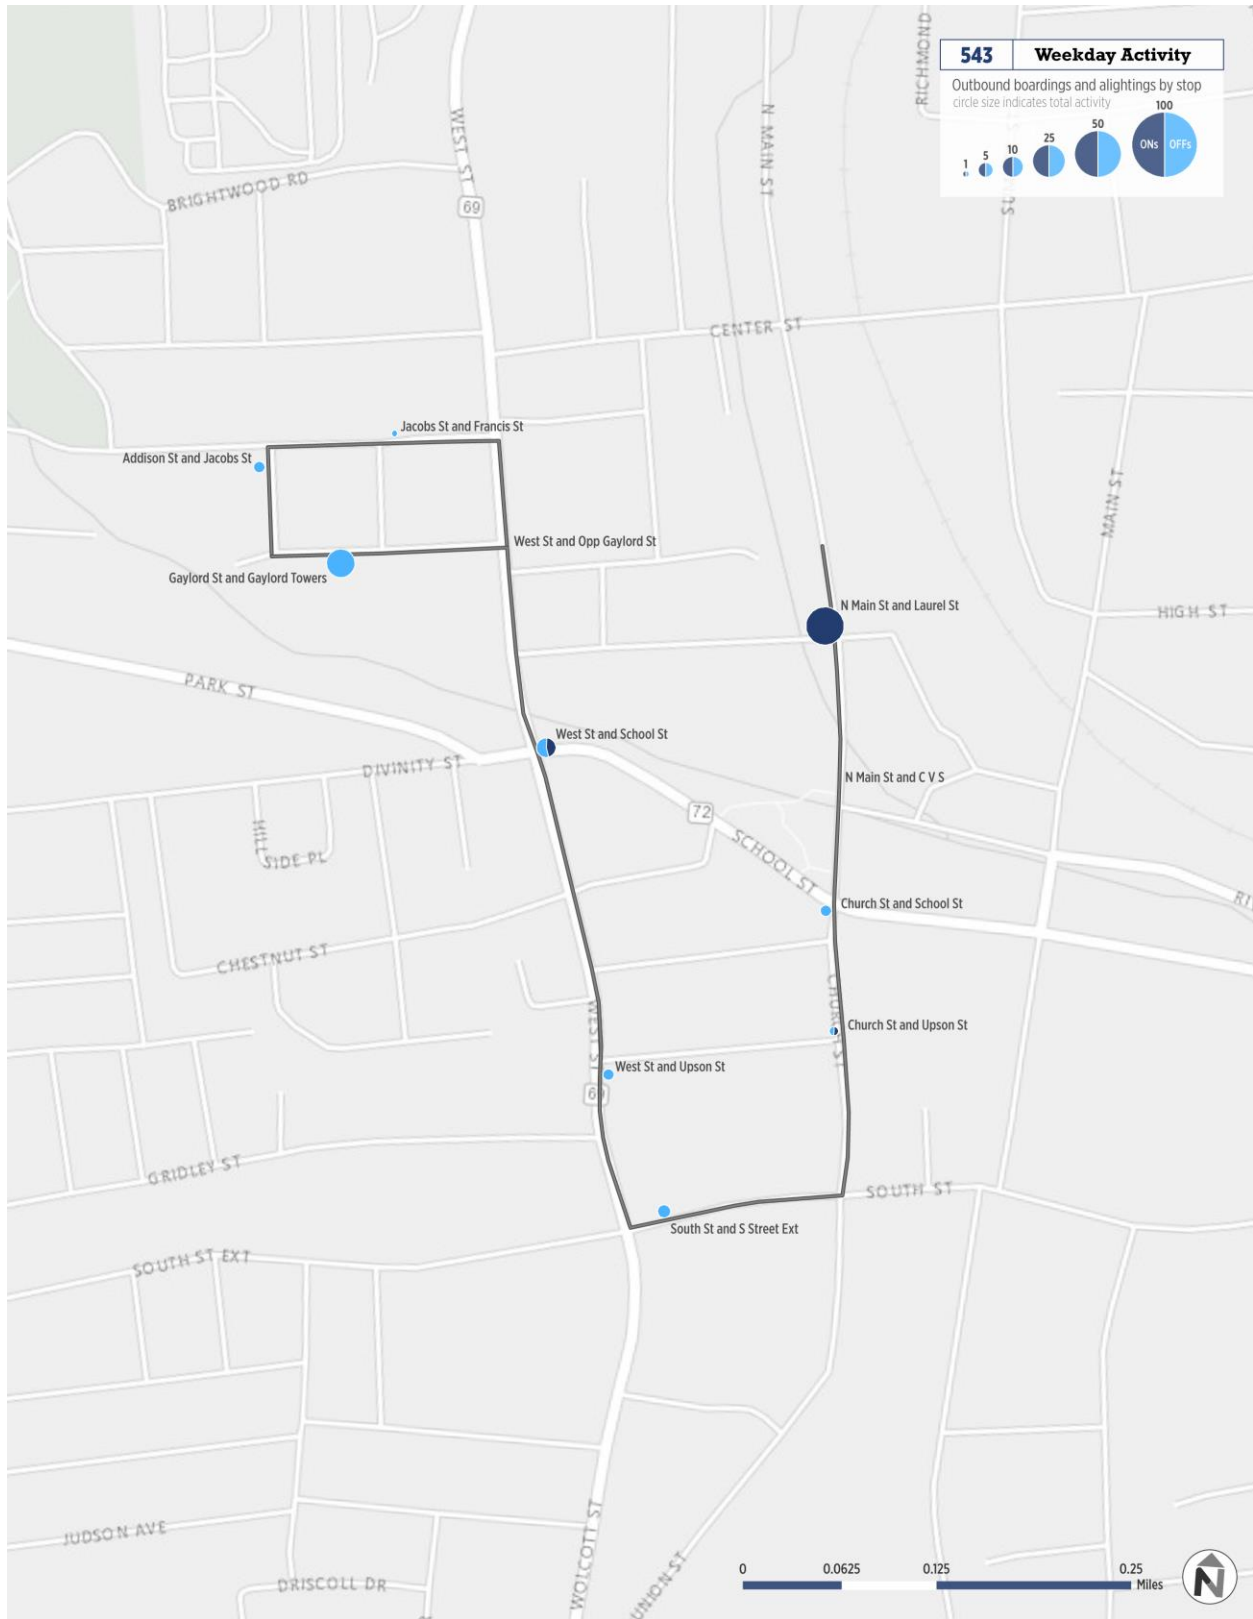 RICHMOND
543 Weekday Activity
Outbound boardings and alightings by stop
circle size indicates total activity
1 5 10 25 50 100
ONs OFFs
WEST ST
N MAIN ST
BRIGHTWOOD RD
69
CENTER ST
Jacobs St and Francis St
Addison St and Jacobs St
MAIN ST
West St and Opp Gaylord St
Gaylord St and Gaylord Towers
N Main St and Laurel St
HIGH ST
PARK ST
West St and School St
DIVINITY ST
N Main St and C V S
72
HILL
SIDE PL
SCHOOL ST
Church St and School St
CHESTNUT ST
CHURCH ST
WEST ST
Church St and Upson St
West St and Upson St
GRIDLEY ST
SOUTH ST
South St and S Street Ext
SOUTH ST EXT
JUDSON AVE
WOLCOTT ST
UNION ST
DRISCOLL DR
0 0.0625 0.125 0.25
Miles
N